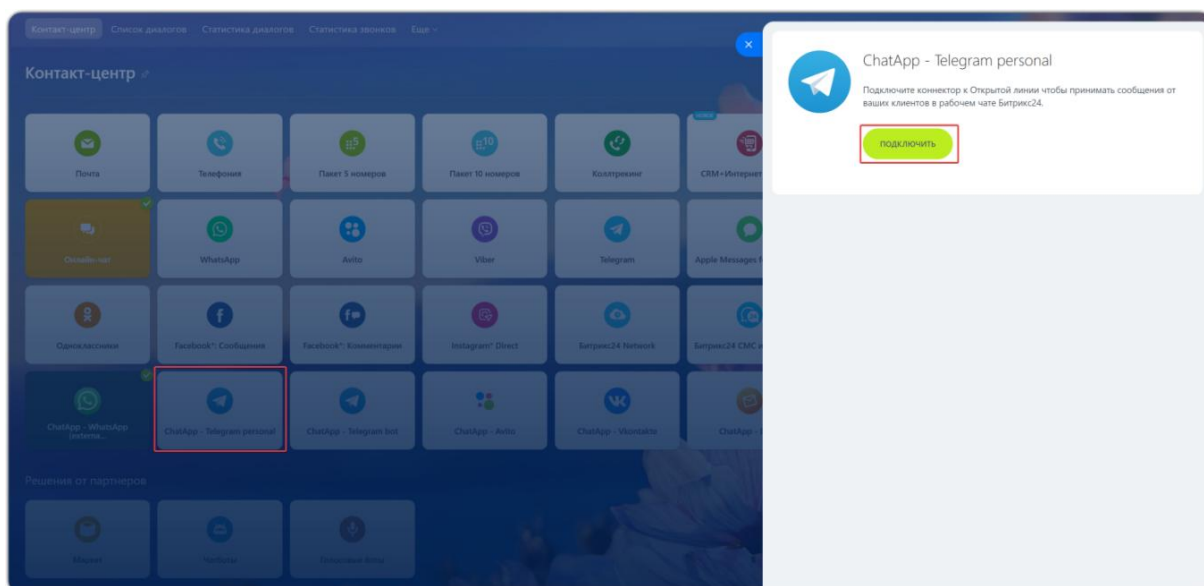 Контакт-центр Список диалогов Статистика диалогов Статистика звонков Еще
Контакт-центр
Почта
Телефония
Пакет 5 номеров
Пакет 10 номеров
Коллтрекинг
CRM+Интернет
Онлайн-чат
WhatsApp
Avito
Viber
Telegram
Apple Messages
Одноклассники
Facebook*: Сообщения
Facebook*: Комментарии
Instagram* Direct
Битрикс24 Network
Битрикс24 СМС
ChatApp - WhatsApp
(externa...
ChatApp - Telegram personal
ChatApp - Telegram bot
ChatApp - Avito
ChatApp - Vkontakte
ChatApp -
Решения от партнеров
Маркет
Чатботы
ChatApp - Telegram personal
Подключите коннектор к Открытой линии чтобы принимать сообщения от
ваших клиентов в рабочем чате Битрикс24.
ПОДКЛЮЧИТЬ